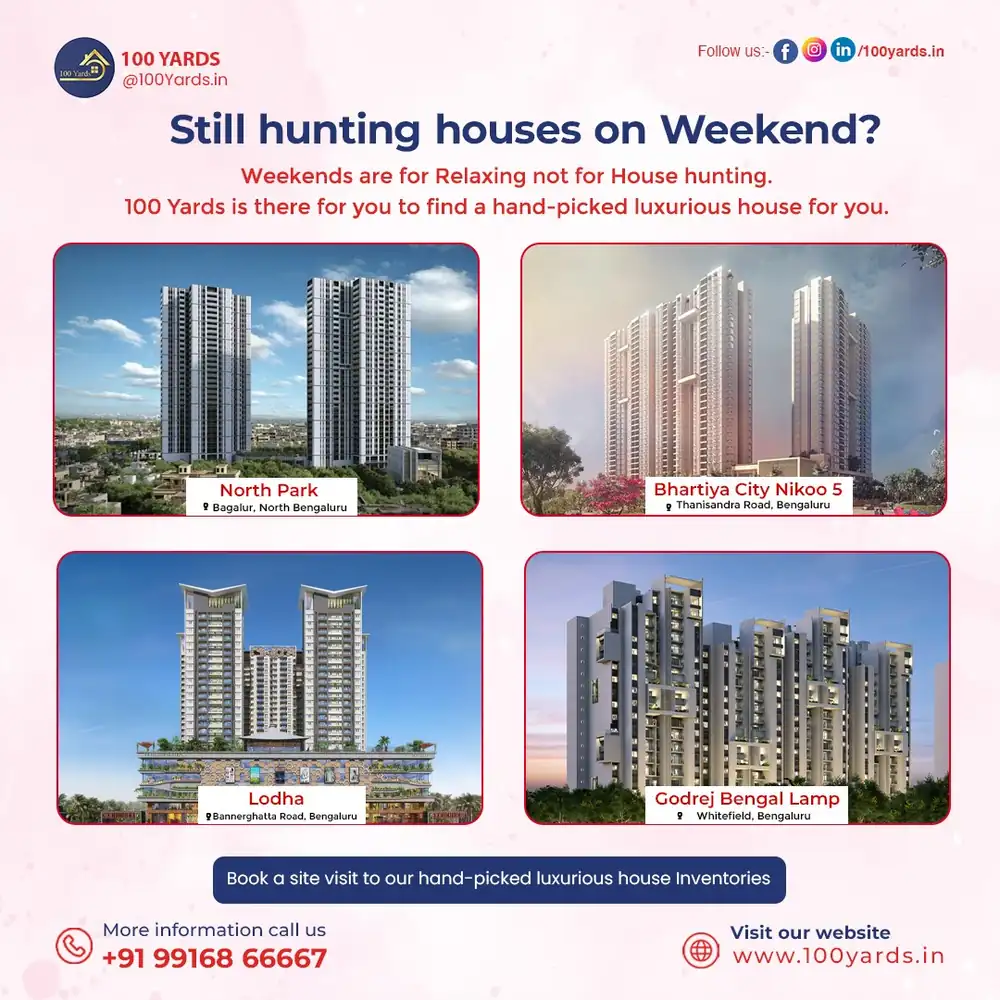 100 Yards
100 YARDS
@100Yards.in
Follow us:- f in /100yards.in
Still hunting houses on Weekend?
Weekends are for Relaxing not for House hunting.
100 Yards is there for you to find a hand-picked luxurious house for you.
North Park
Bagalur, North Bengaluru
Bhartiya City Nikoo 5
Thanisandra Road, Bengaluru
Lodha
Bannerghatta Road, Bengaluru
Godrej Bengal Lamp
Whitefield, Bengaluru
Book a site visit to our hand-picked luxurious house Inventories
More information call us
+91 99168 66667
Visit our website
www.100yards.in